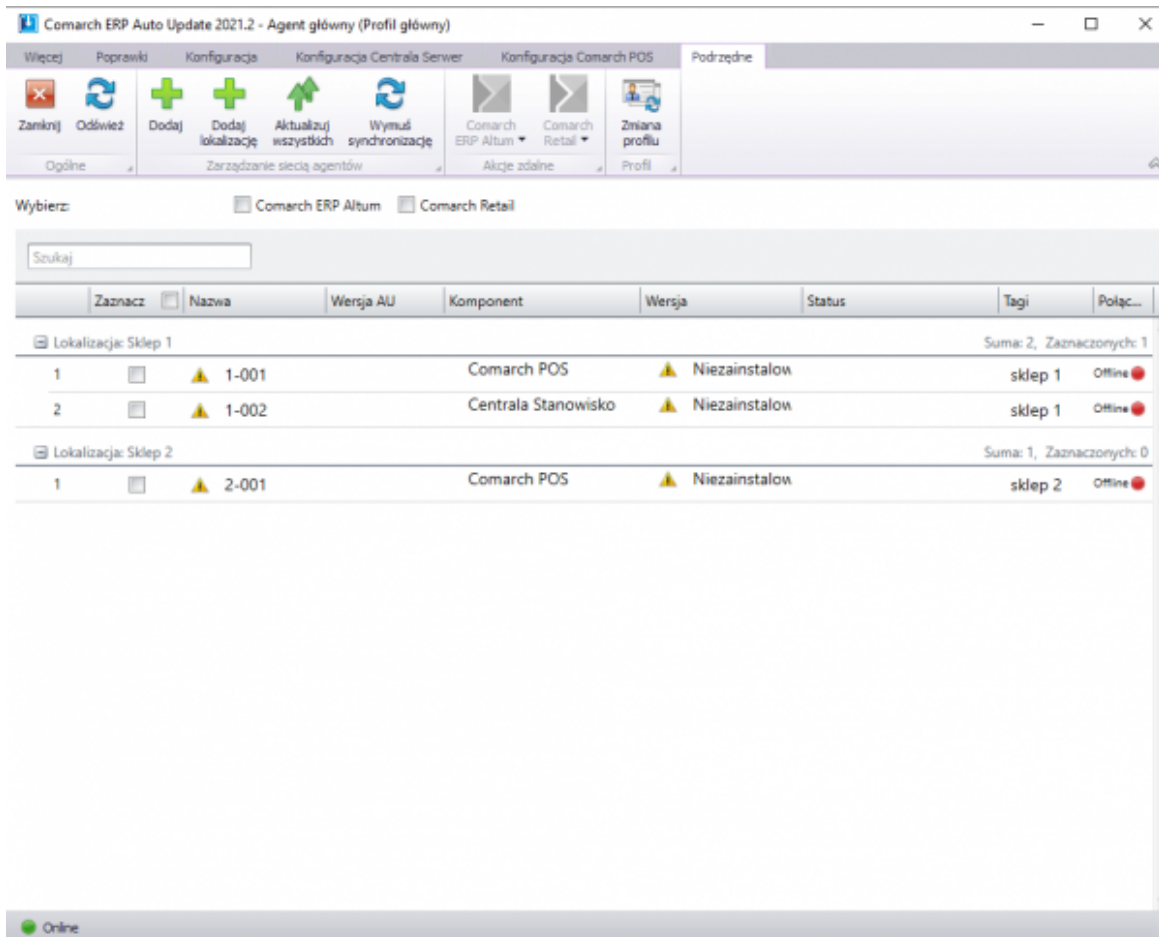 Comarch ERP Auto Update 2021.2 - Agent główny (Profil główny)
Więcej Poprawki Konfiguracja Konfiguracja Centrala Serwer Konfiguracja Comarch POS Podrzędne
Zamknij Odśwież Dodaj Dodaj lokalizację Aktualizuj wszystkich Wymuś synchronizację Comarch ERP Altum Comarch Retail Zmiana profilu
Ogólne Zarządzanie siecią agentów Akcje zdalne Profil
Wybierz: Comarch ERP Altum Comarch Retail
Szukaj
Zaznacz Nazwa Wersja AU Komponent Wersja Status Tagi Połąc...
Lokalizacja: Sklep 1 Suma: 2, Zaznaczonych: 1
1 1-001 Comarch POS Niezainstalow sklep 1 Offline
2 1-002 Centrala Stanowisko Niezainstalow sklep 1 Offline
Lokalizacja: Sklep 2 Suma: 1, Zaznaczonych: 0
1 2-001 Comarch POS Niezainstalow sklep 2 Offline
Online